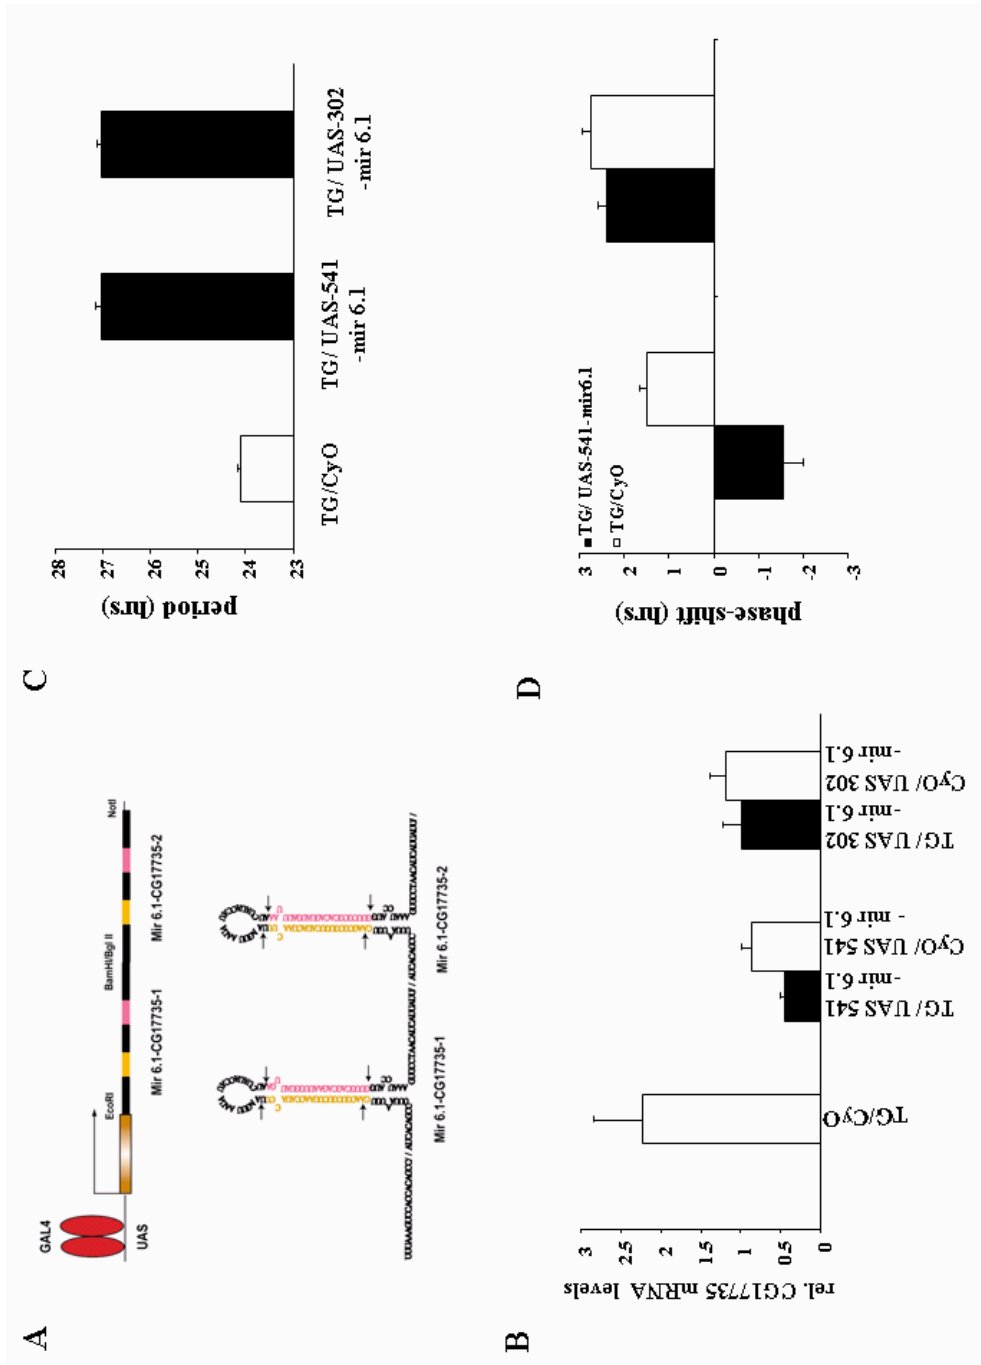 A
GAL4
UAS
EcoRI
BamHI/Bgl II
NotI
Mir 6.1-CG17735-1
Mir 6.1-CG17735-2
Mir 6.1-CG17735-1
Mir 6.1-CG17735-2
B
rel. CG17735 mRNA levels
3
2.5
2
1.5
1
0.5
0
TG/CyO
TG/ UAS 541
-mir 6.1
CyO/ UAS 541
- mir 6.1
TG/ UAS 302
-mir 6.1
CyO/ UAS 302
-mir 6.1
C
period (hrs)
28
27
26
25
24
23
TG/CyO
TG/ UAS-541
-mir 6.1
TG/ UAS-302
-mir 6.1
D
phase-shift (hrs)
3
2
1
0
-1
-2
-3
TG/ UAS-541-mir6.1
TG/CyO